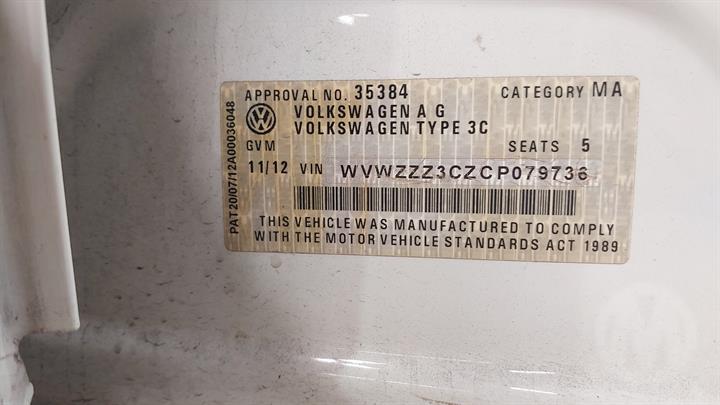 PAT 20/07/12A00036048
APPROVAL NO. 35384 CATEGORY MA
VOLKSWAGEN A G
VOLKSWAGEN TYPE 3C
GVM SEATS 5
11/12 VIN WVWZZZ3CZCP079736
THIS VEHICLE WAS MANUFACTURED TO COMPLY
WITH THE MOTOR VEHICLE STANDARDS ACT 1989